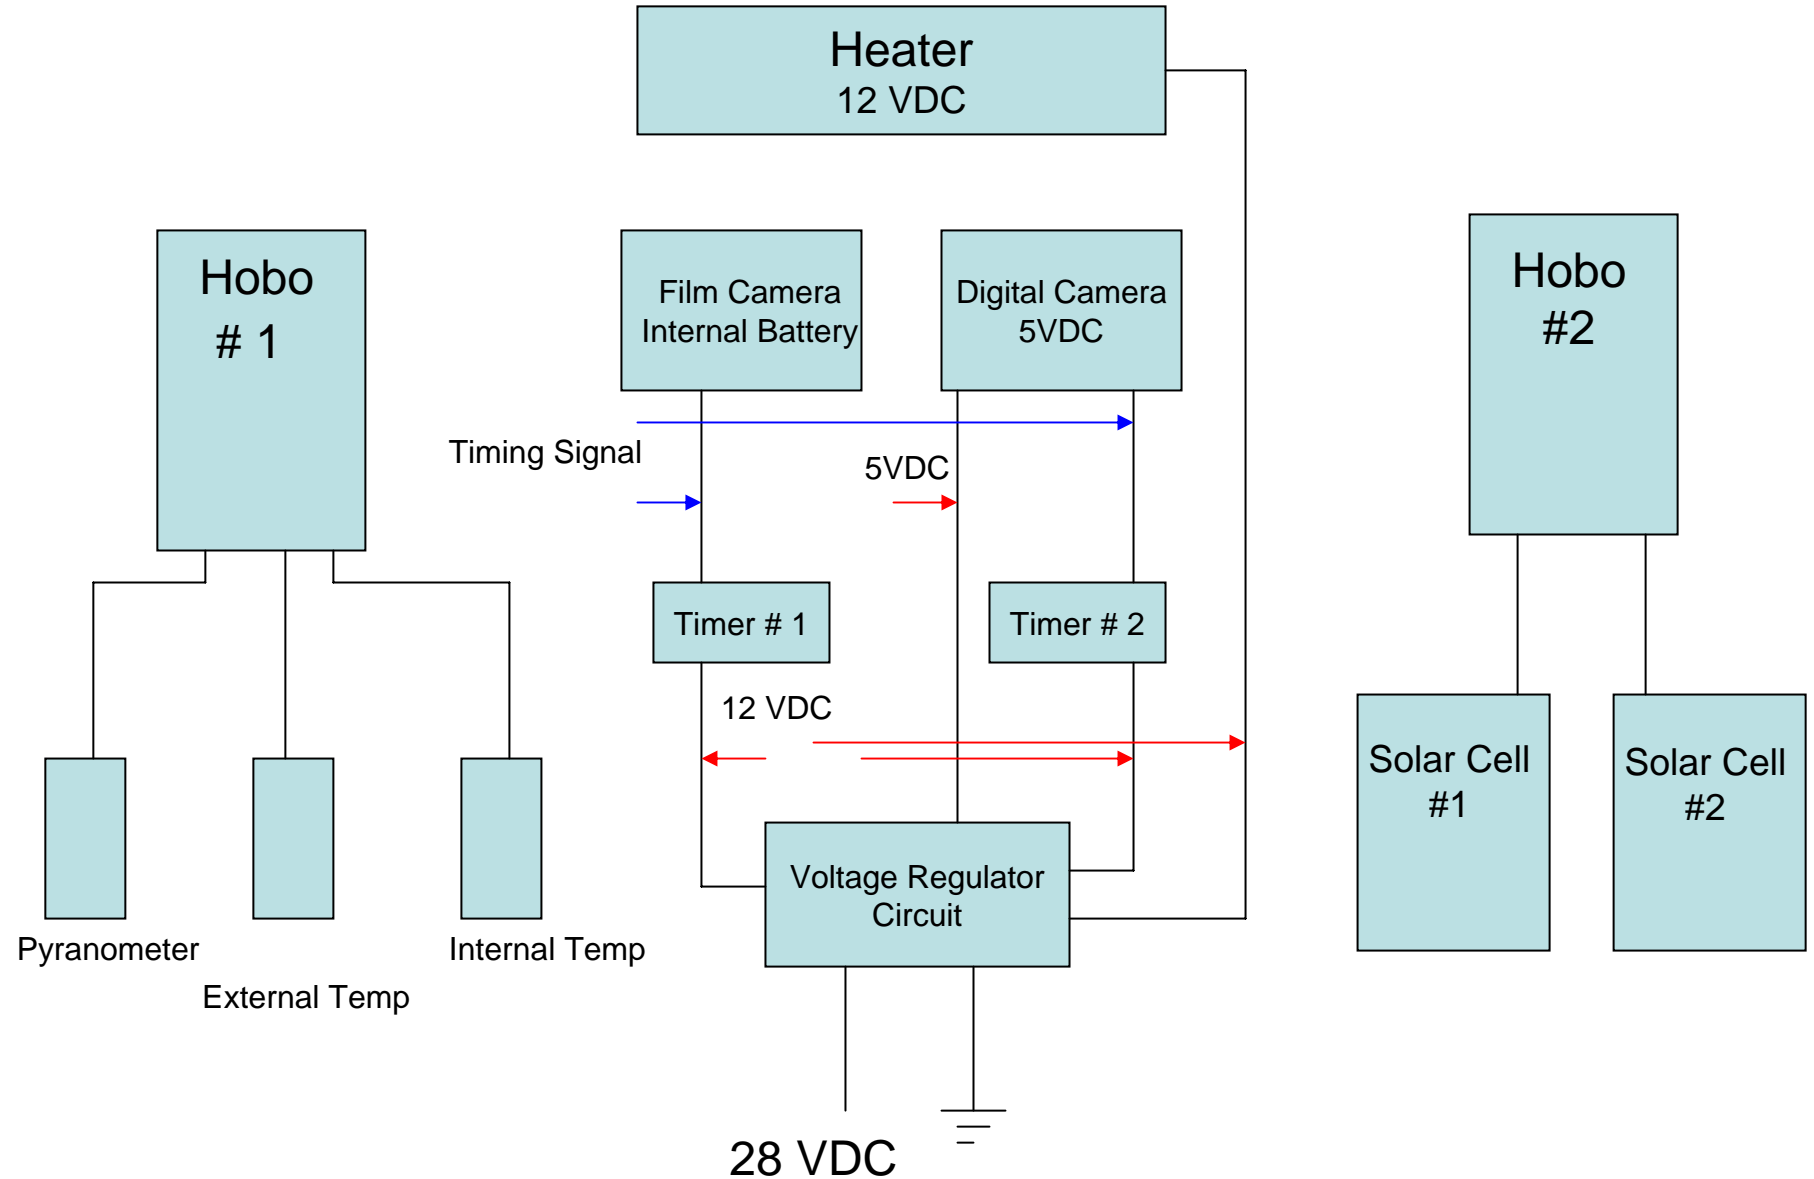 Heater
12 VDC
Hobo
# 1
Film Camera
Internal Battery
Digital Camera
5VDC
Hobo
#2
Timing Signal
5VDC
Timer # 1
Timer # 2
12 VDC
Solar Cell
#1
Solar Cell
#2
Voltage Regulator
Circuit
Pyranometer
External Temp
Internal Temp
28 VDC